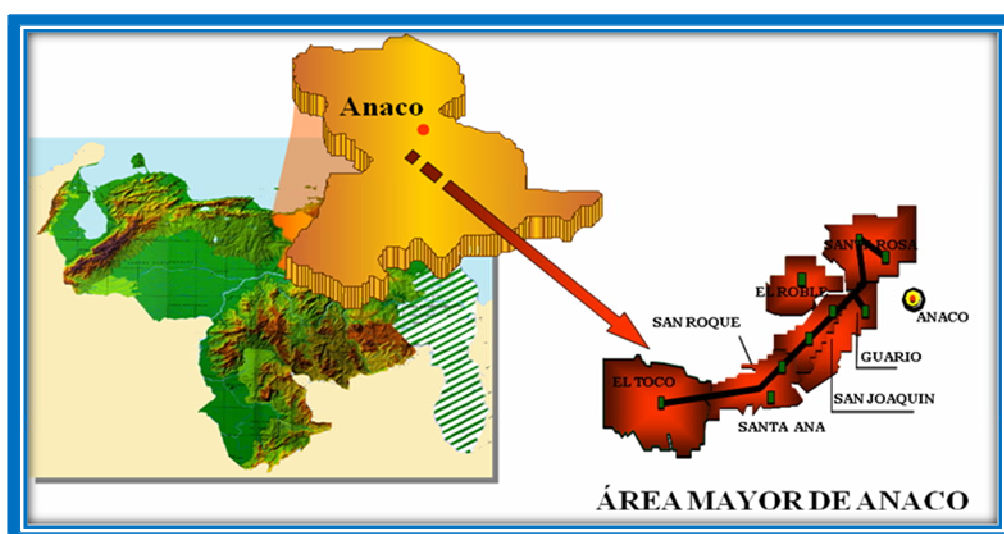 Anaco
SANTA ROSA
EL ROBLE
ANACO
SAN ROQUE
GUARIO
EL TOCO
SAN JOAQUIN
SANTA ANA
ÁREA MAYOR DE ANACO